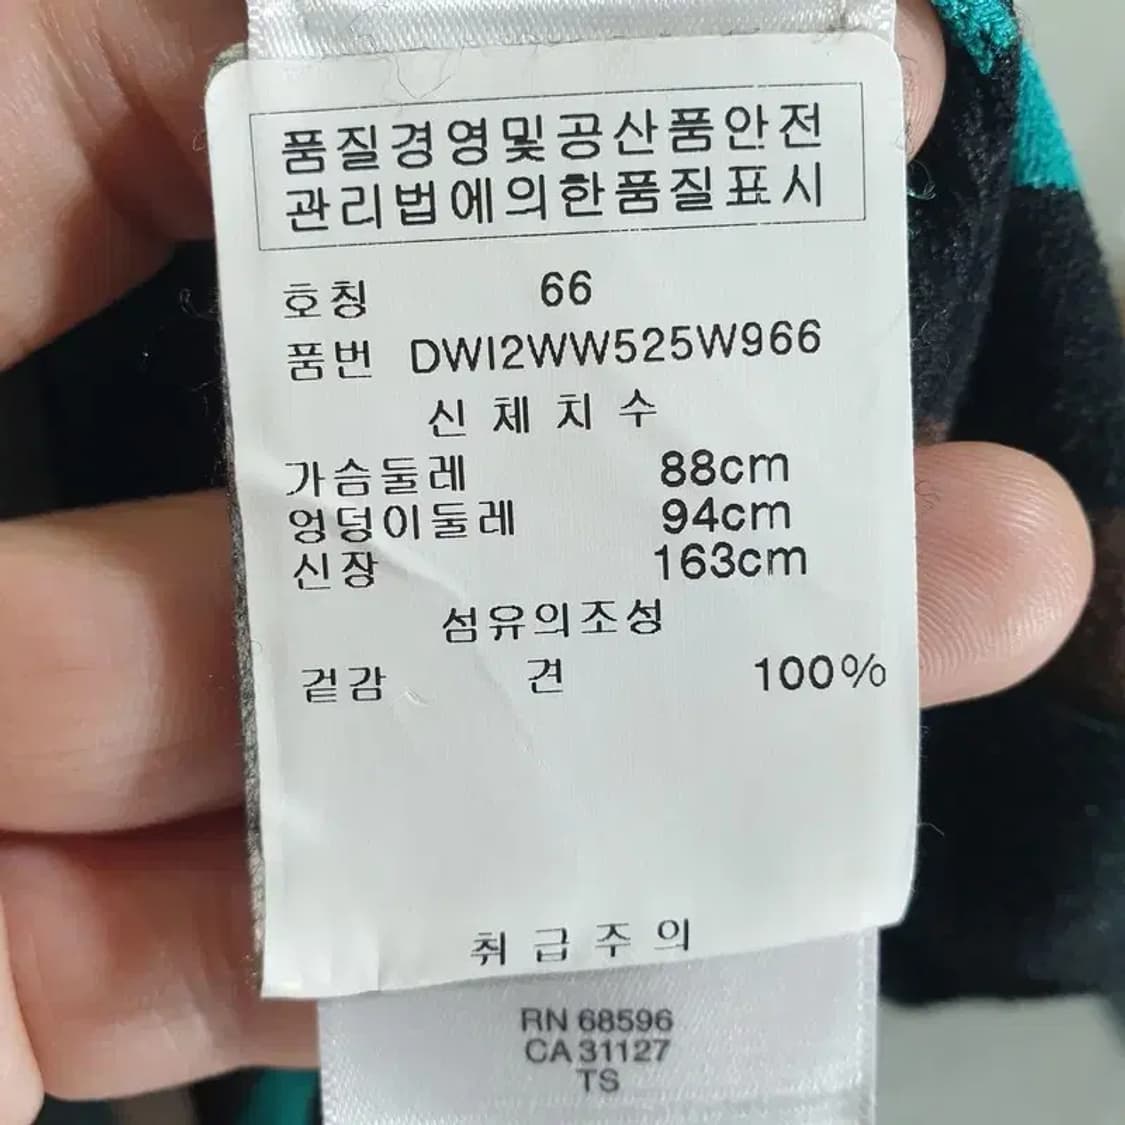 품질경영및공산품안전
관리법에의한품질표시
호칭 66
품번 DWI2WW525W966
신체치수
가슴둘레 88cm
엉덩이둘레 94cm
신장 163cm
섬유의조성
겉감 견 100%
취급주의
RN 68596
CA 31127
TS